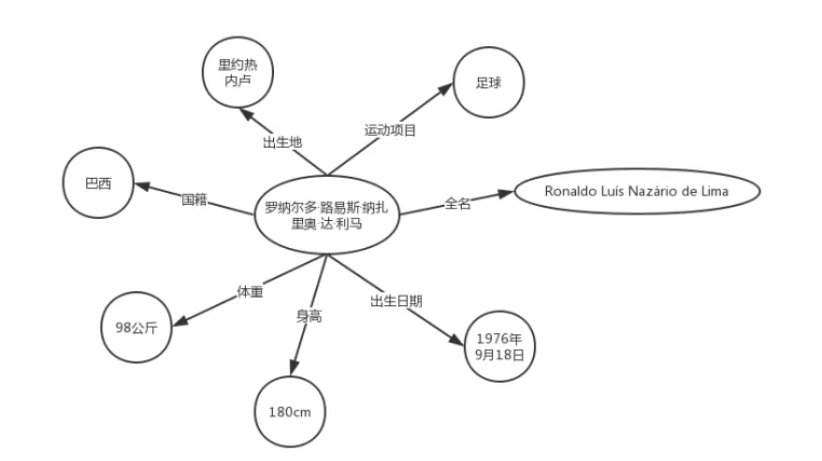 里约热
内卢
足球
出生地
运动项目
巴西
国籍
罗纳尔多·路易斯·纳扎
里奥·达·利马
全名
Ronaldo Luís Nazário de Lima
体重
身高
出生日期
98公斤
180cm
1976年
9月18日